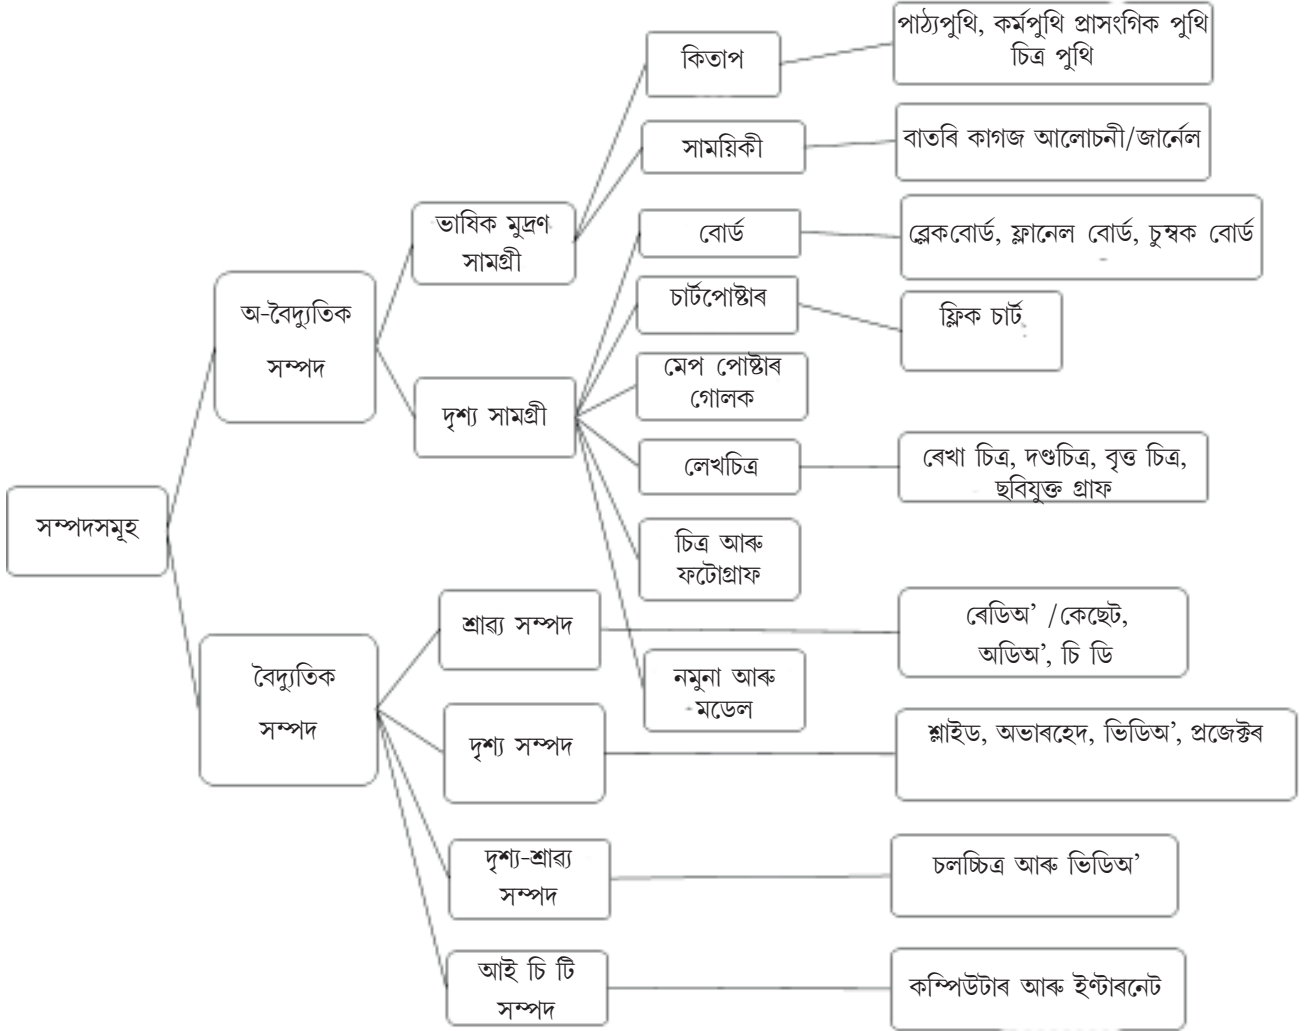 সম্পদসমূহ
অ-বৈদ্যুতিক
সম্পদ
ভাষিক মুদ্ৰণ
সামগ্ৰী
কিতাপ
পাঠ্যপুথি, কৰ্মপুথি প্ৰাসংগিক পুথি
চিত্ৰ পুথি
সাময়িকী
বাতৰি কাগজ আলোচনী/জাৰ্নেল
দৃশ্য সামগ্ৰী
বোৰ্ড
ব্লেকবোৰ্ড, ফ্লানেল বোৰ্ড, চুম্বক বোৰ্ড
চাৰ্টপোষ্টাৰ
ফ্লিক চাৰ্ট
মেপ পোষ্টাৰ
গোলক
লেখচিত্ৰ
ৰেখা চিত্ৰ, দণ্ডচিত্ৰ, বৃত্ত চিত্ৰ,
ছবিযুক্ত গ্ৰাফ
চিত্ৰ আৰু
ফটোগ্ৰাফ
নমুনা আৰু
মডেল
বৈদ্যুতিক
সম্পদ
শ্ৰাব্য সম্পদ
ৰেডিঅ’ /কেছেট,
অডিঅ’, চি ডি
দৃশ্য সম্পদ
শ্লাইড, অভাৰহেদ, ভিডিঅ’, প্ৰজেক্টৰ
দৃশ্য-শ্ৰাব্য
সম্পদ
চলচ্চিত্ৰ আৰু ভিডিঅ’
আই চি টি
সম্পদ
কম্পিউটাৰ আৰু ইণ্টাৰনেট